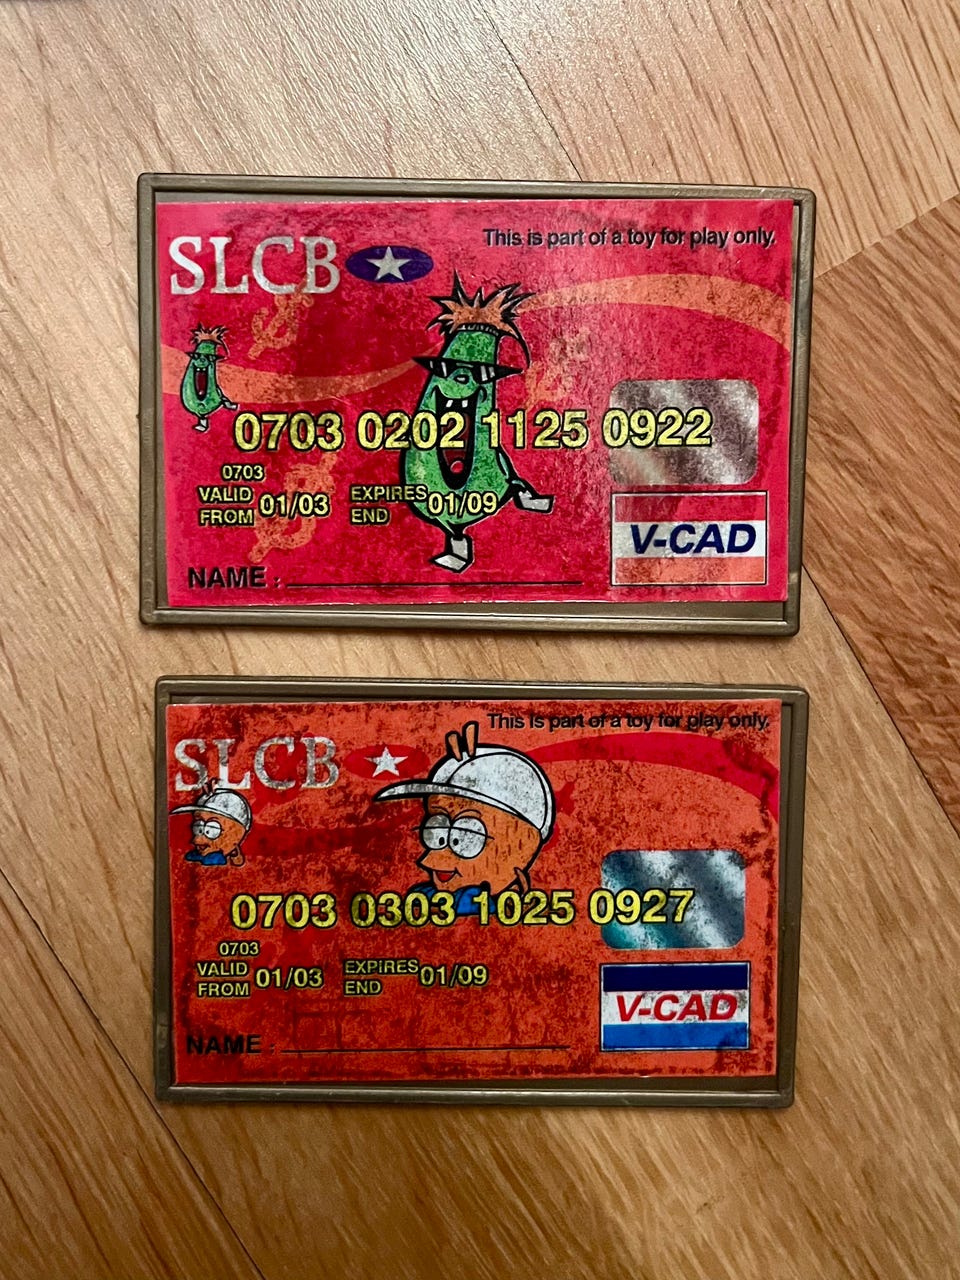 SLCB
This is part of a toy for play only.
0703 0202 1125 0922
0703
VALID FROM 01/03 EXPIRES END 01/09
V-CAD
NAME :
SLCB
This is part of a toy for play only.
0703 0303 1025 0927
0703
VALID FROM 01/03 EXPIRES END 01/09
V-CAD
NAME :